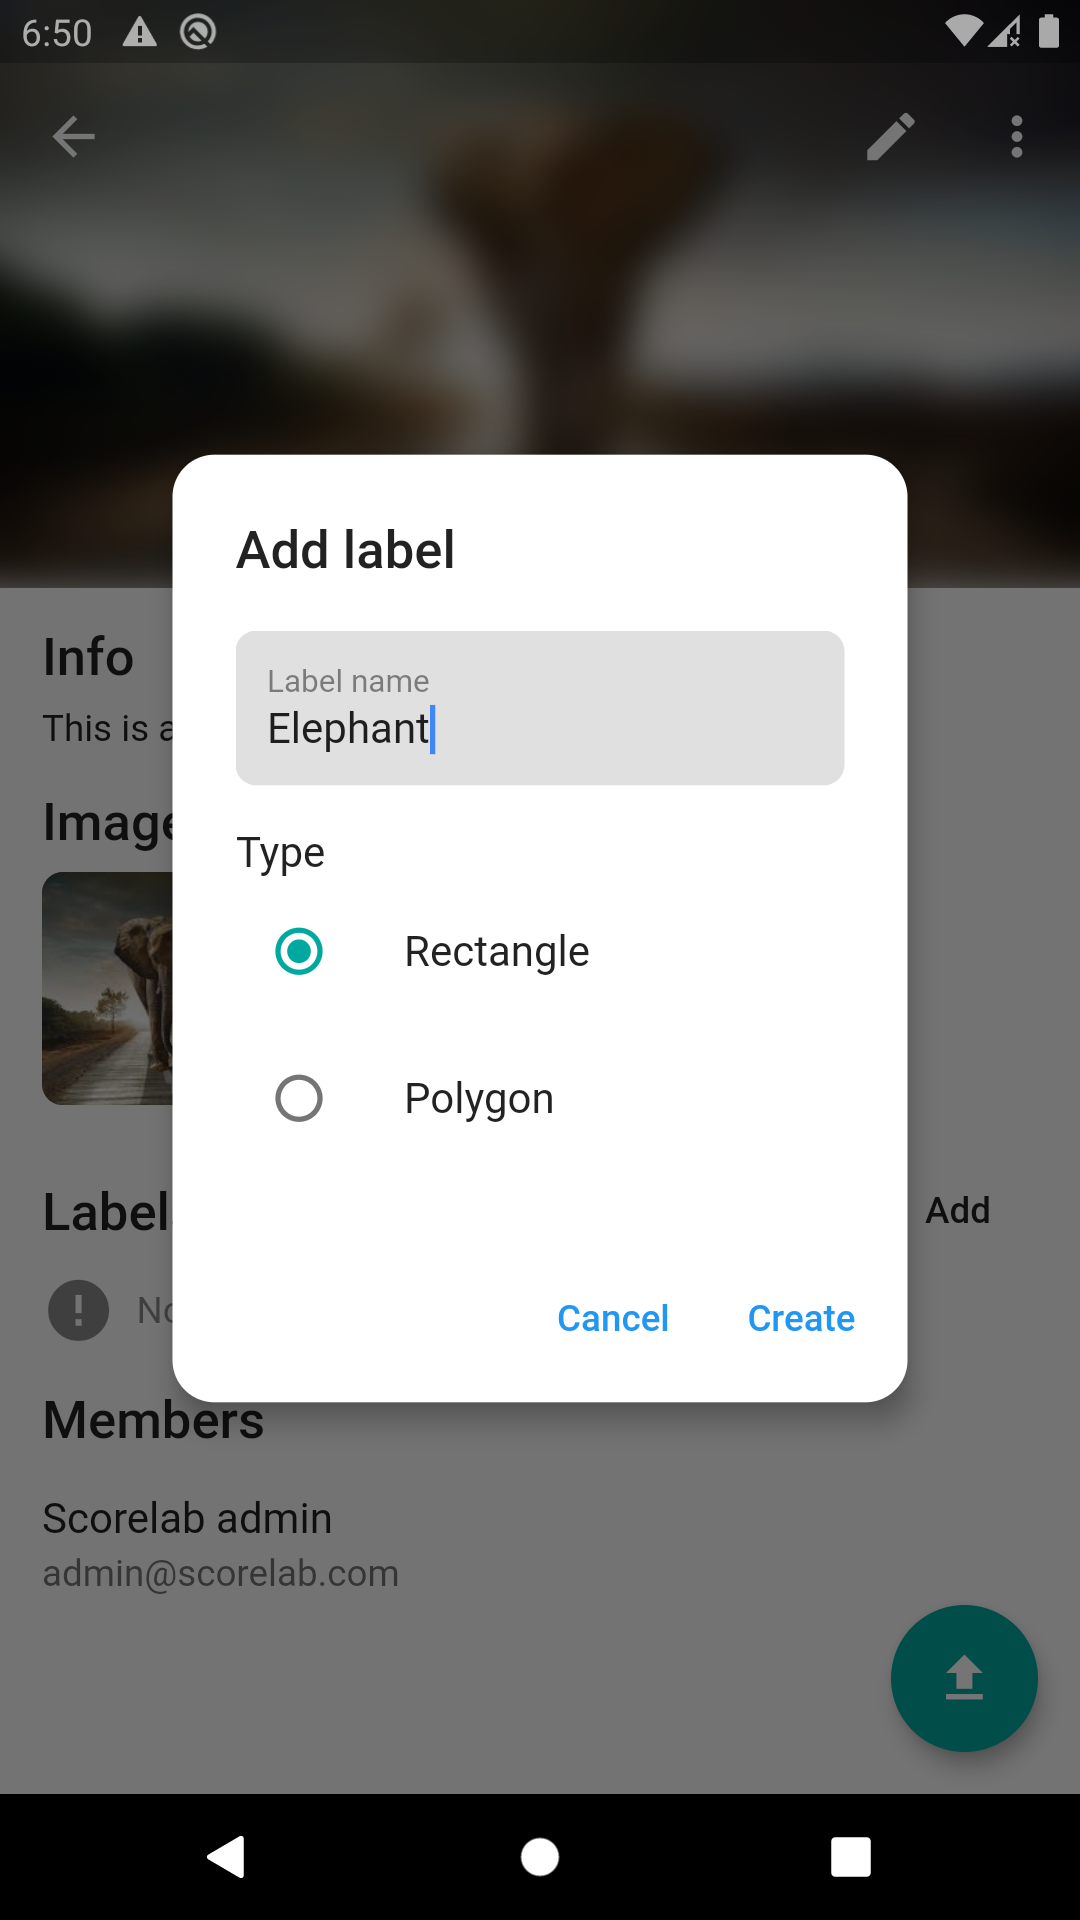 6:50
Add label
Info
Label name
Elephant
This is a
Image
Type
Rectangle
Polygon
Label
Add
No
Cancel
Create
Members
Scorelab admin
admin@scorelab.com